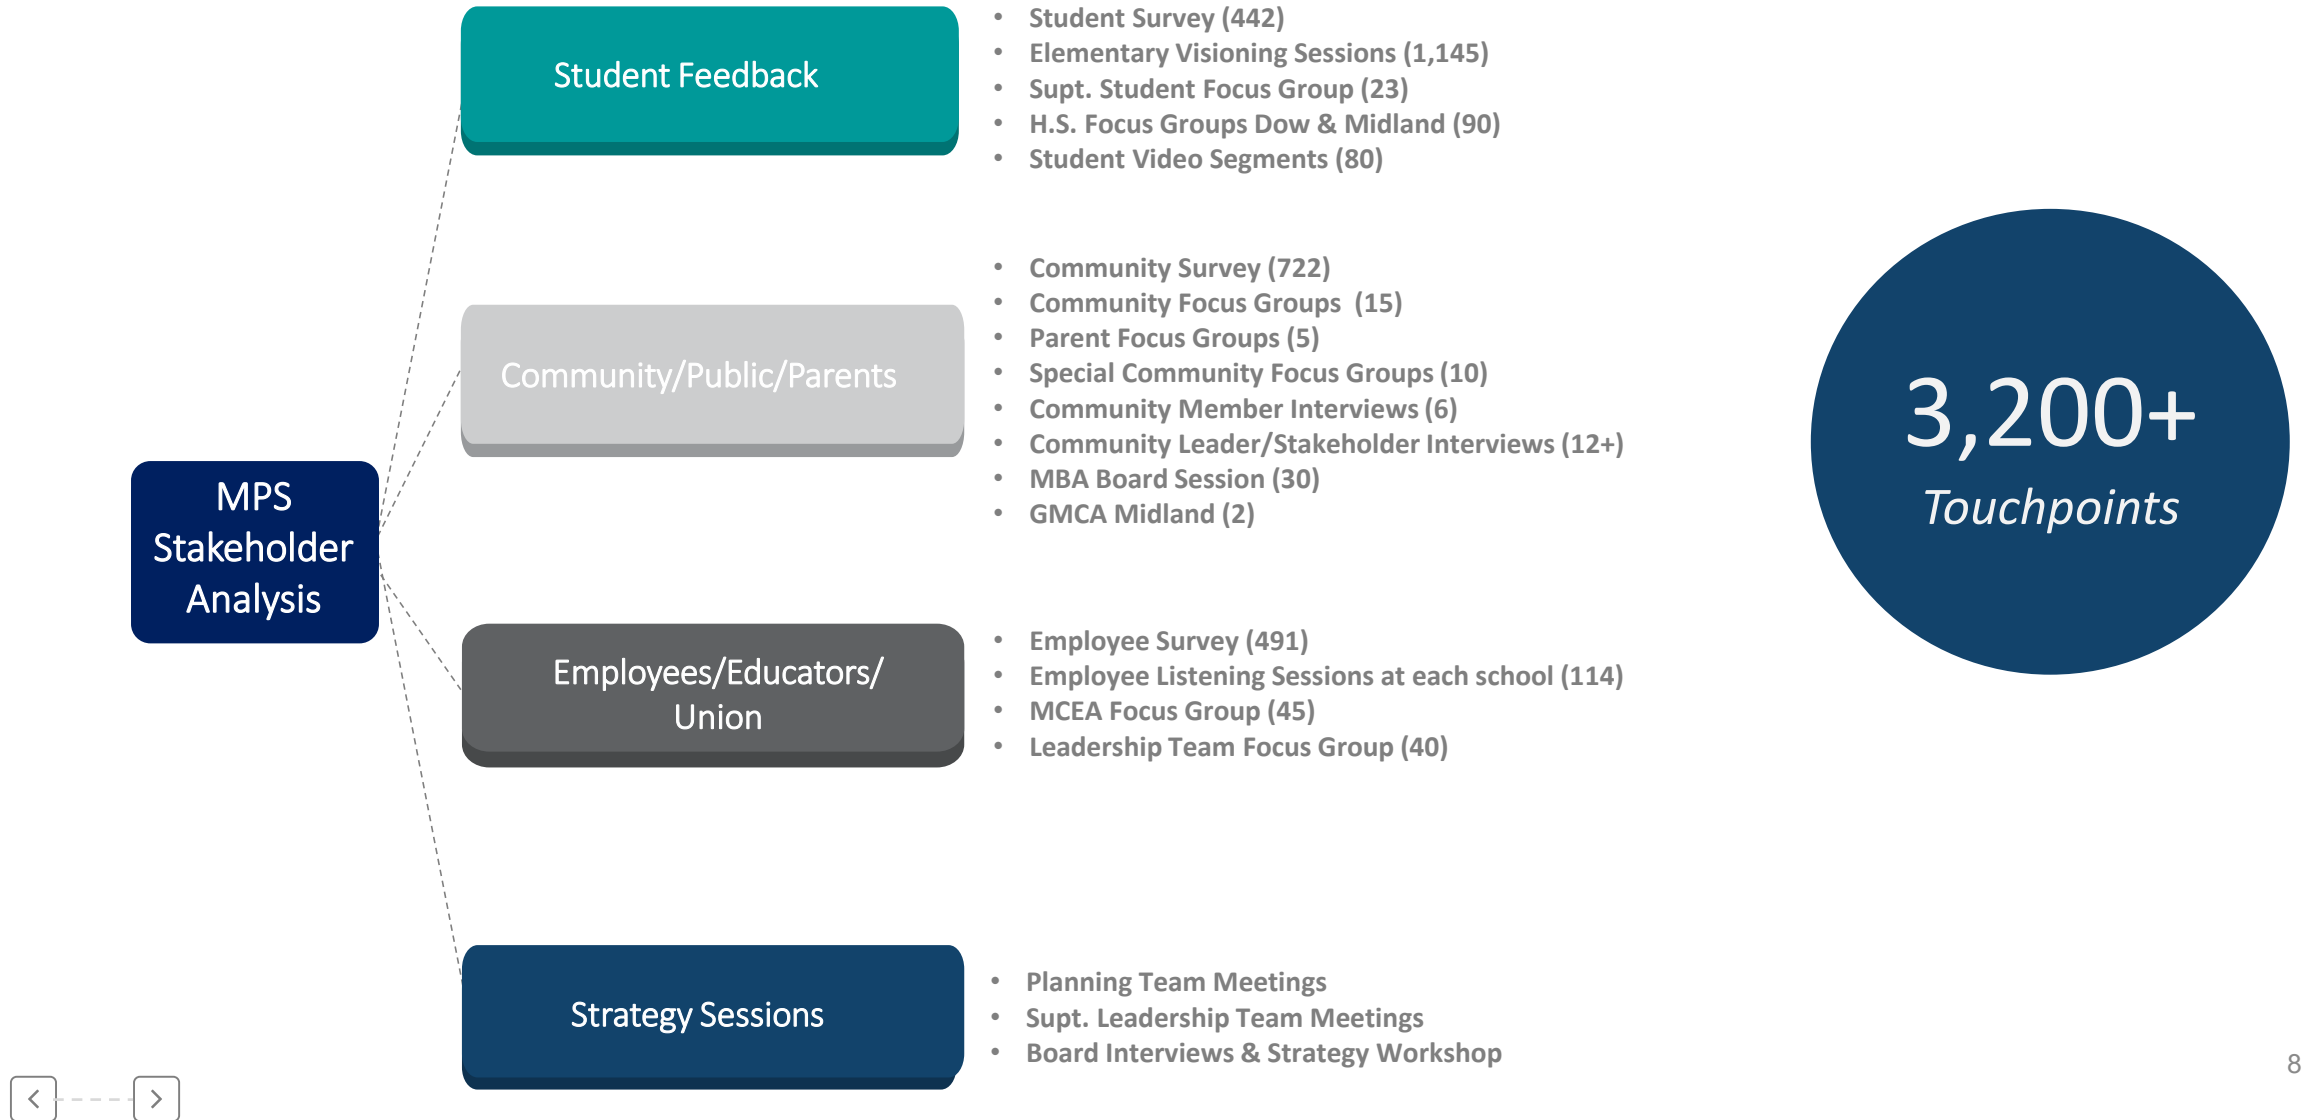 Student Feedback
• Student Survey (442)
• Elementary Visioning Sessions (1,145)
• Supt. Student Focus Group (23)
• H.S. Focus Groups Dow & Midland (90)
• Student Video Segments (80)
Community/Public/Parents
• Community Survey (722)
• Community Focus Groups  (15)
• Parent Focus Groups (5)
• Special Community Focus Groups (10)
• Community Member Interviews (6)
• Community Leader/Stakeholder Interviews (12+)
• MBA Board Session (30)
• GMCA Midland (2)
3,200+
Touchpoints
MPS
Stakeholder
Analysis
Employees/Educators/
Union
• Employee Survey (491)
• Employee Listening Sessions at each school (114)
• MCEA Focus Group (45)
• Leadership Team Focus Group (40)
Strategy Sessions
• Planning Team Meetings
• Supt. Leadership Team Meetings
• Board Interviews & Strategy Workshop
8